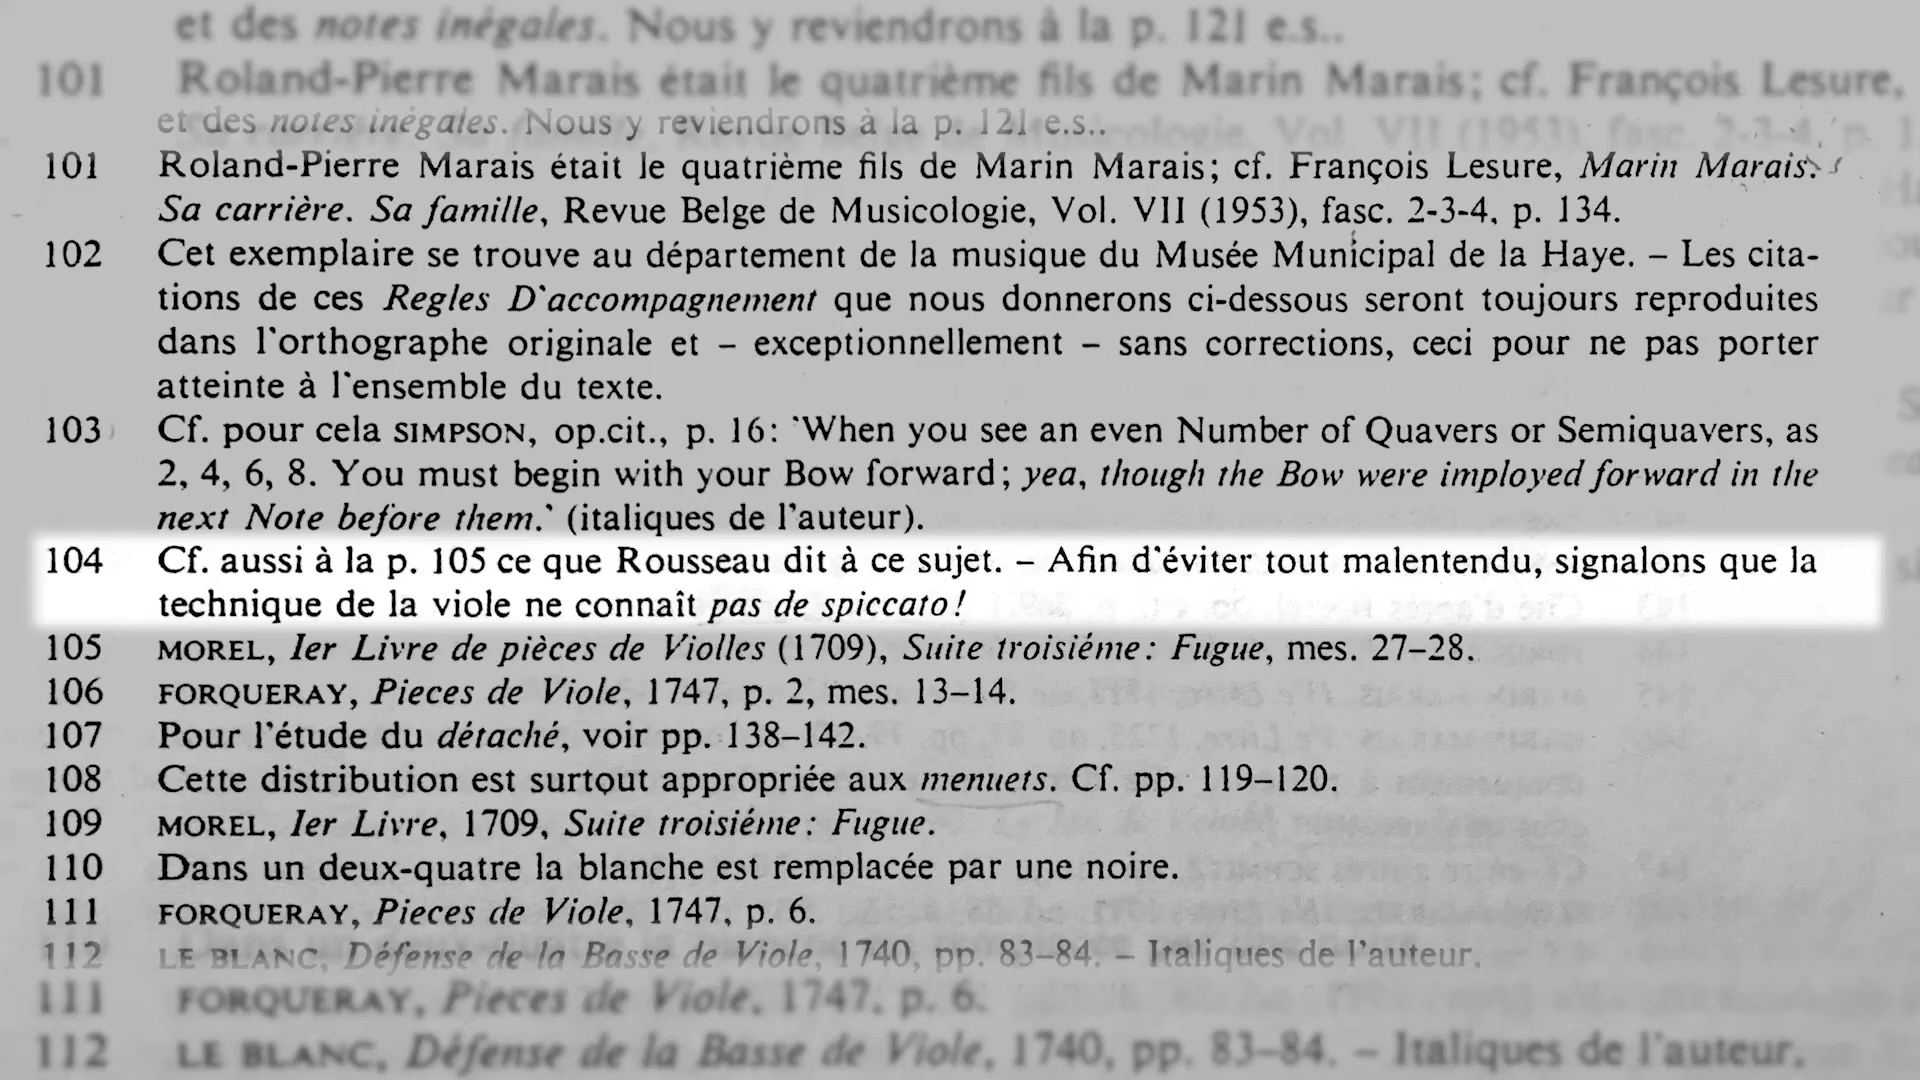 et des notes inégales. Nous y reviendrons à la p. 121 e.s..
101 Roland-Pierre Marais était le quatrième fils de Marin Marais; cf. François Lesure,
et des notes inégales. Nous y reviendrons à la p. 121 e.s..
101 Roland-Pierre Marais était le quatrième fils de Marin Marais; cf. François Lesure, Marin Marais.
Sa carrière. Sa famille, Revue Belge de Musicologie, Vol. VII (1953), fasc. 2-3-4, p. 134.
102 Cet exemplaire se trouve au département de la musique du Musée Municipal de la Haye. – Les cita-
tions de ces Regles D'accompagnement que nous donnerons ci-dessous seront toujours reproduites
dans l'orthographe originale et – exceptionnellement – sans corrections, ceci pour ne pas porter
atteinte à l'ensemble du texte.
103 Cf. pour cela SIMPSON, op.cit., p. 16: 'When you see an even Number of Quavers or Semiquavers, as
2, 4, 6, 8. You must begin with your Bow forward; yea, though the Bow were imployed forward in the
next Note before them.' (italiques de l'auteur).
104 Cf. aussi à la p. 105 ce que Rousseau dit à ce sujet. – Afin d'éviter tout malentendu, signalons que la
technique de la viole ne connaît pas de spiccato!
105 MOREL, Ier Livre de pièces de Violles (1709), Suite troisiéme: Fugue, mes. 27–28.
106 FORQUERAY, Pieces de Viole, 1747, p. 2, mes. 13–14.
107 Pour l'étude du détaché, voir pp. 138–142.
108 Cette distribution est surtout appropriée aux menuets. Cf. pp. 119–120.
109 MOREL, Ier Livre, 1709, Suite troisiéme: Fugue.
110 Dans un deux-quatre la blanche est remplacée par une noire.
111 FORQUERAY, Pieces de Viole, 1747, p. 6.
112 LE BLANC, Défense de la Basse de Viole, 1740, pp. 83–84. – Italiques de l'auteur.
111 FORQUERAY, Pieces de Viole, 1747, p. 6.
112 LE BLANC, Défense de la Basse de Viole, 1740, pp. 83–84. – Italiques de l'auteur.